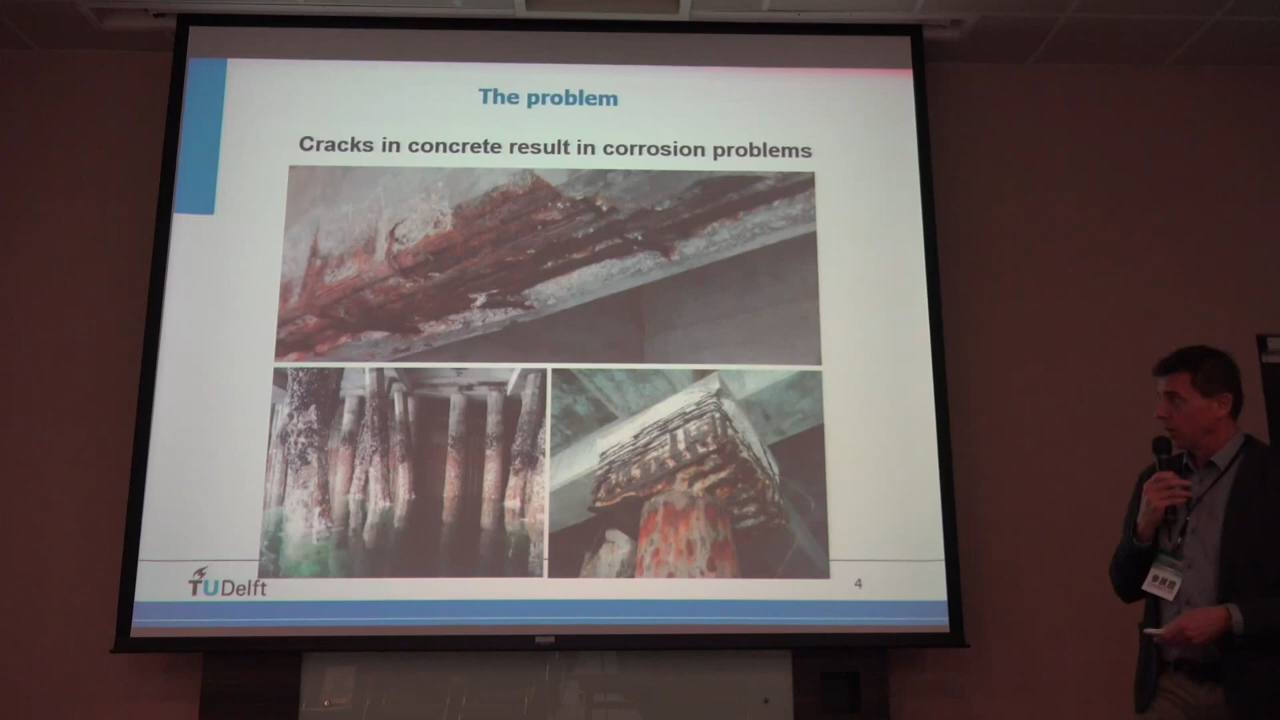 The problem
Cracks in concrete result in corrosion problems
TUDelft
4